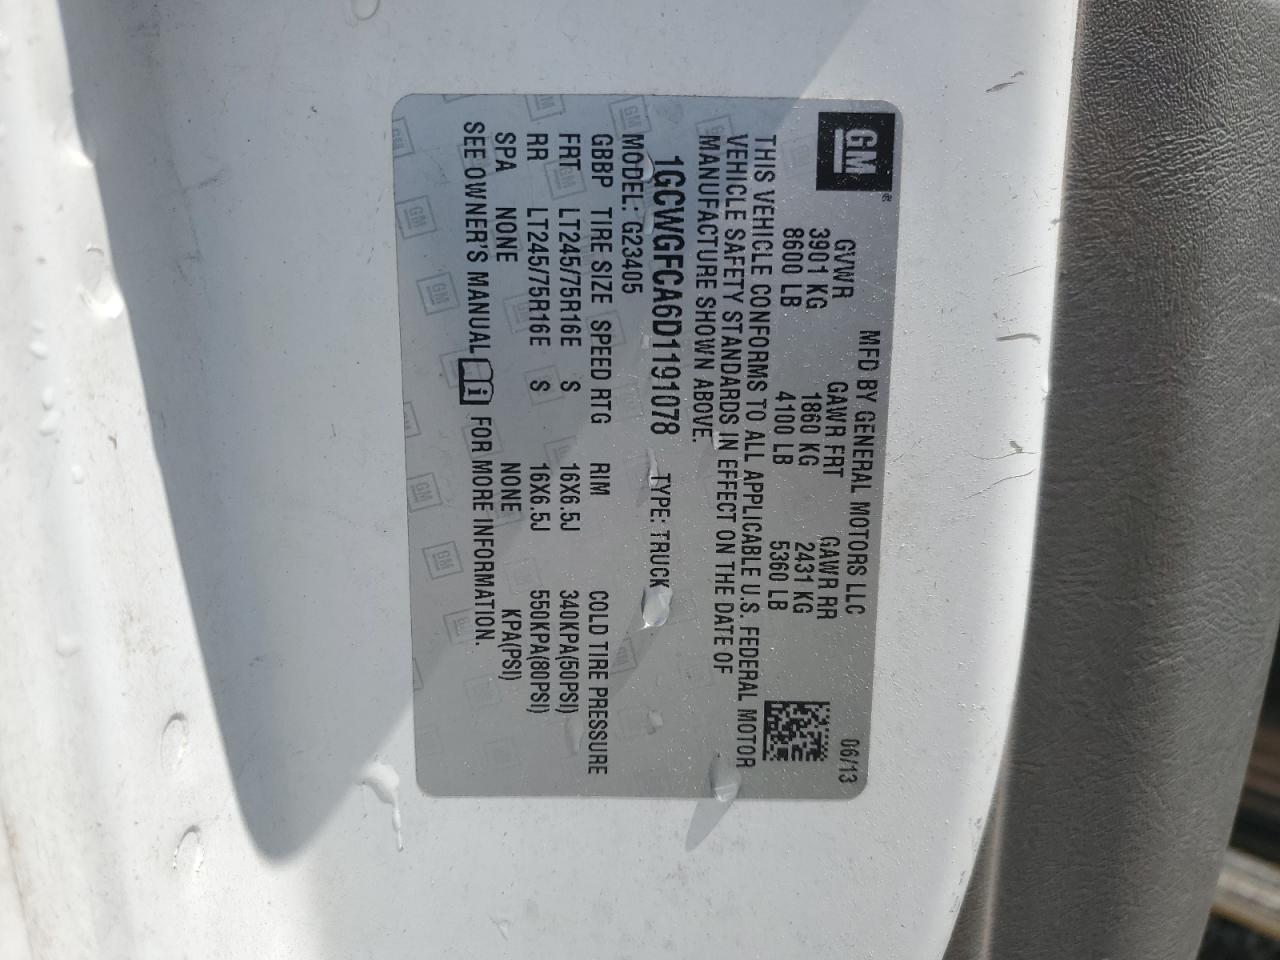 GM
MFD BY GENERAL MOTORS LLC 06/13
GVWR GAWR FRT GAWR RR
3901 KG 1860 KG 2431 KG
8600 LB 4100 LB 5360 LB
THIS VEHICLE CONFORMS TO ALL APPLICABLE U.S. FEDERAL MOTOR
VEHICLE SAFETY STANDARDS IN EFFECT ON THE DATE OF
MANUFACTURE SHOWN ABOVE.
1GCWGFCA6D1191078 TYPE: TRUCK
MODEL: G23405
GBBP TIRE SIZE SPEED RTG RIM COLD TIRE PRESSURE
FRT LT245/75R16E S 16X6.5J 340KPA(50PSI)
RR LT245/75R16E S 16X6.5J 550KPA(80PSI)
SPA NONE NONE KPA(PSI)
SEE OWNER'S MANUAL i FOR MORE INFORMATION.